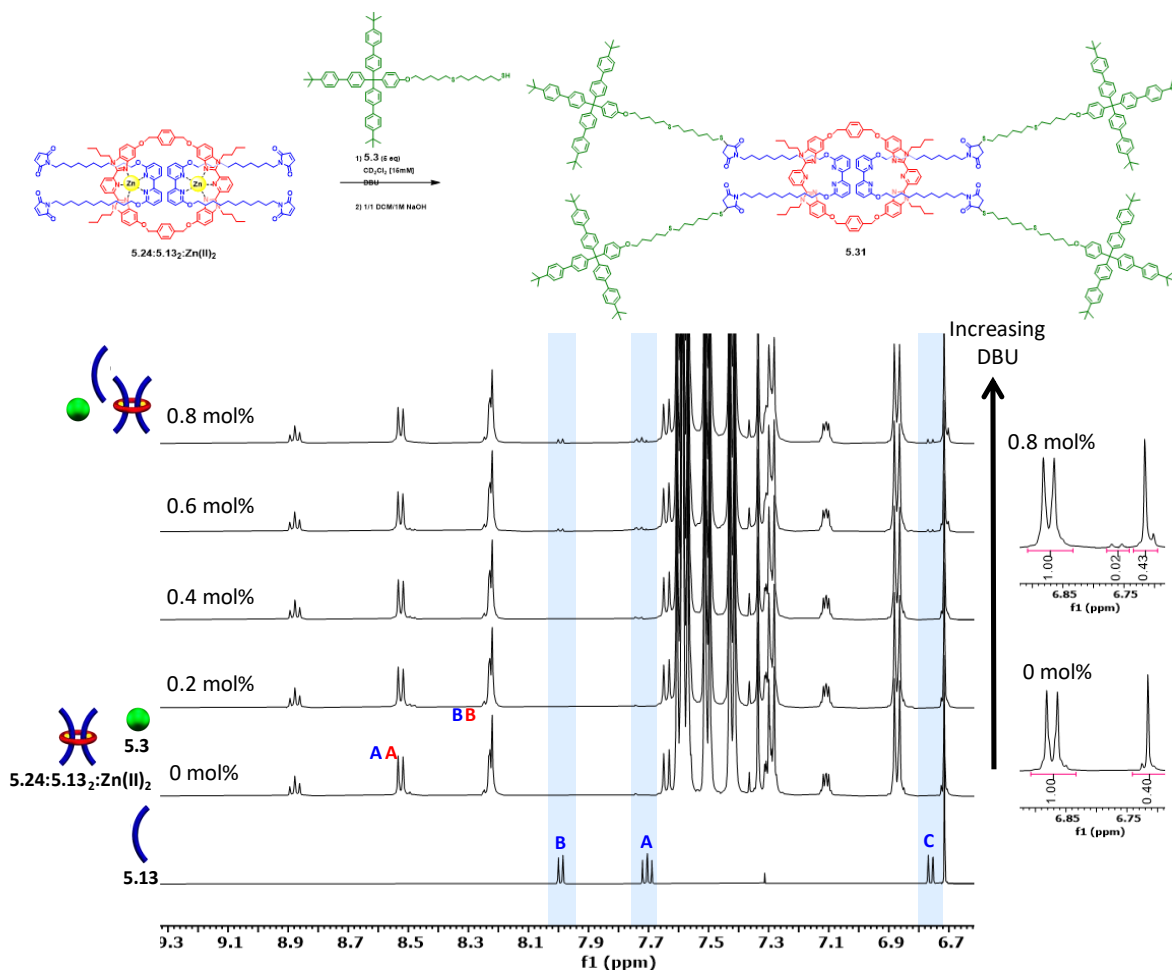 SH
1) 5.3 (5 eq)
CD₂Cl₂ [16mM]
DBU
2) 1/1 DCM/1M NaOH
Zn
Zn
5.24:5.13₂:Zn(II)₂
5.31
Increasing
DBU
0.8 mol%
0.8 mol%
1.00
0.02
0.43
6.85
6.75
f1 (ppm)
0.6 mol%
0.4 mol%
0.2 mol%
B B
5.3
A A
5.24:5.13₂:Zn(II)₂
0 mol%
0 mol%
1.00
0.40
6.85
6.75
f1 (ppm)
B
A
C
5.13
9.3 9.1 8.9 8.7 8.5 8.3 8.1 7.9 7.7 7.5 7.3 7.1 6.9 6.7
f1 (ppm)